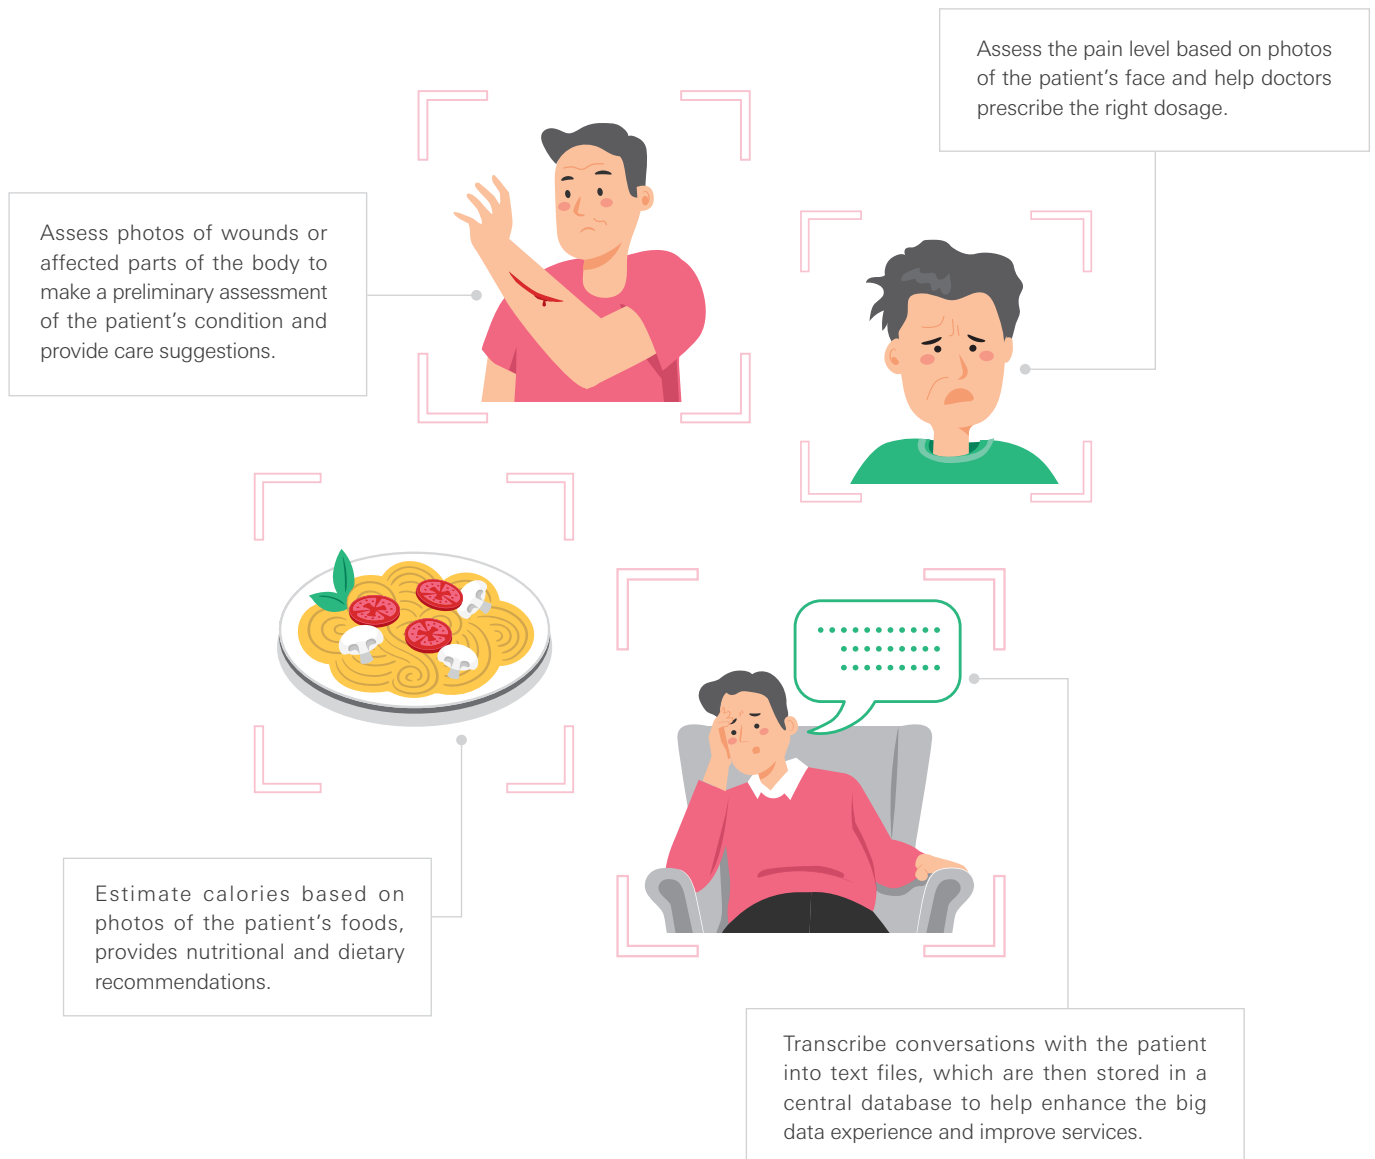 Assess the pain level based on photos
of the patient's face and help doctors
prescribe the right dosage.
Assess photos of wounds or
affected parts of the body to
make a preliminary assessment
of the patient's condition and
provide care suggestions.
Estimate calories based on
photos of the patient's foods,
provides nutritional and dietary
recommendations.
Transcribe conversations with the patient
into text files, which are then stored in a
central database to help enhance the big
data experience and improve services.